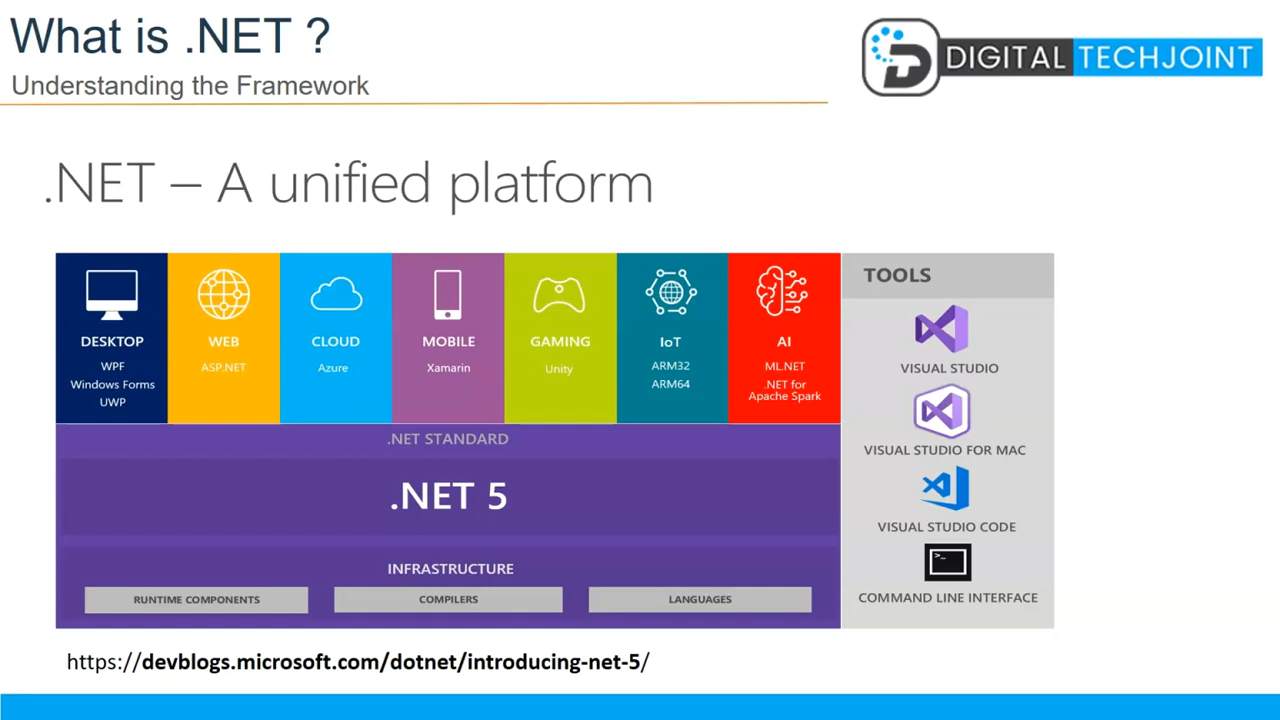 What is .NET ?
Understanding the Framework
DIGITAL TECHJOINT
.NET – A unified platform
DESKTOP
WPF
Windows Forms
UWP
WEB
ASP.NET
CLOUD
Azure
MOBILE
Xamarin
GAMING
Unity
IoT
ARM32
ARM64
AI
ML.NET
.NET for
Apache Spark
.NET STANDARD
.NET 5
INFRASTRUCTURE
RUNTIME COMPONENTS
COMPILERS
LANGUAGES
TOOLS
VISUAL STUDIO
VISUAL STUDIO FOR MAC
VISUAL STUDIO CODE
>_
COMMAND LINE INTERFACE
https://devblogs.microsoft.com/dotnet/introducing-net-5/